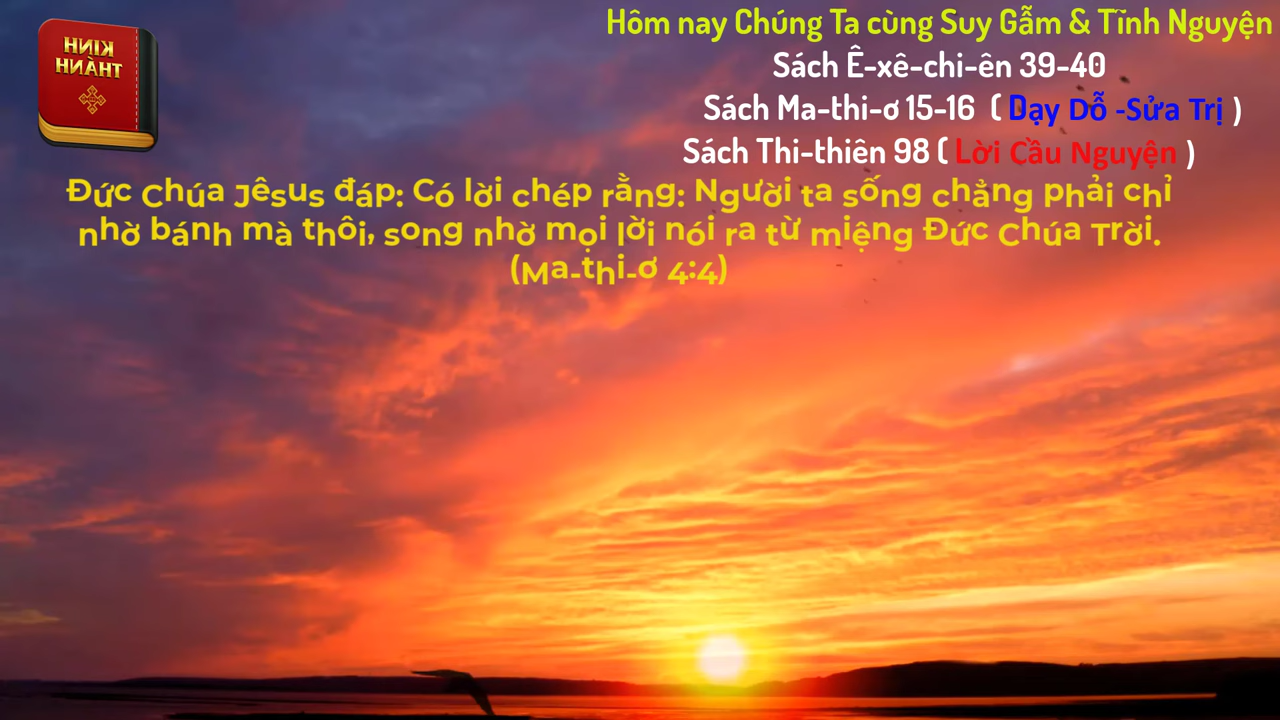 KINH
THÀNH
Hôm nay Chúng Ta cùng Suy Gẫm & Tĩnh Nguyện
Sách Ê-xê-chi-ên 39-40
Sách Ma-thi-ơ 15-16 ( Dạy Dỗ -Sửa Trị )
Sách Thi-thiên 98 ( Lời Cầu Nguyện )
Đức Chúa Jêsus đáp: Có lời chép rằng: Người ta sống chẳng phải chỉ
nhờ bánh mà thôi, song nhờ mọi lời nói ra từ miệng Đức Chúa Trời.
(Ma-thi-ơ 4:4)